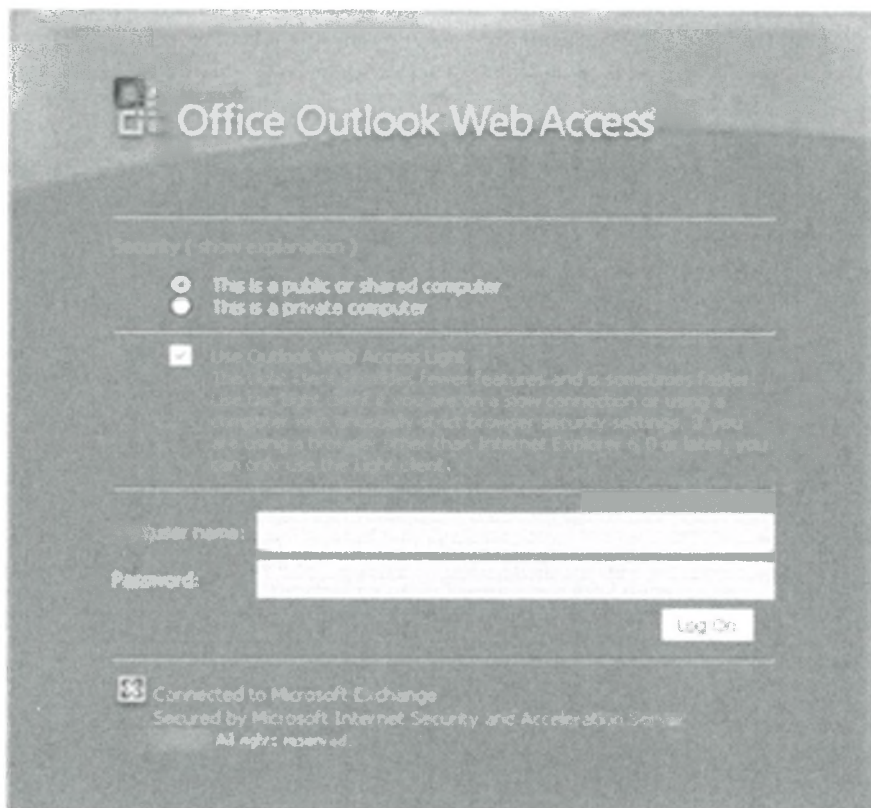 Microsoft
Office Outlook Web Access
Security ( show explanation )
This is a public or shared computer
This is a private computer
Use Outlook Web Access Light
The Light client provides fewer features and is sometimes faster.
Use the Light client if you are on a slow connection or using a
computer with unusually strict browser security settings. If you
are using a browser other than Internet Explorer 6.0 or later, you
can only use the Light client.
user name:
Password:
Log On
Connected to Microsoft Exchange
Secured by Microsoft Internet Security and Acceleration Server
All rights reserved.